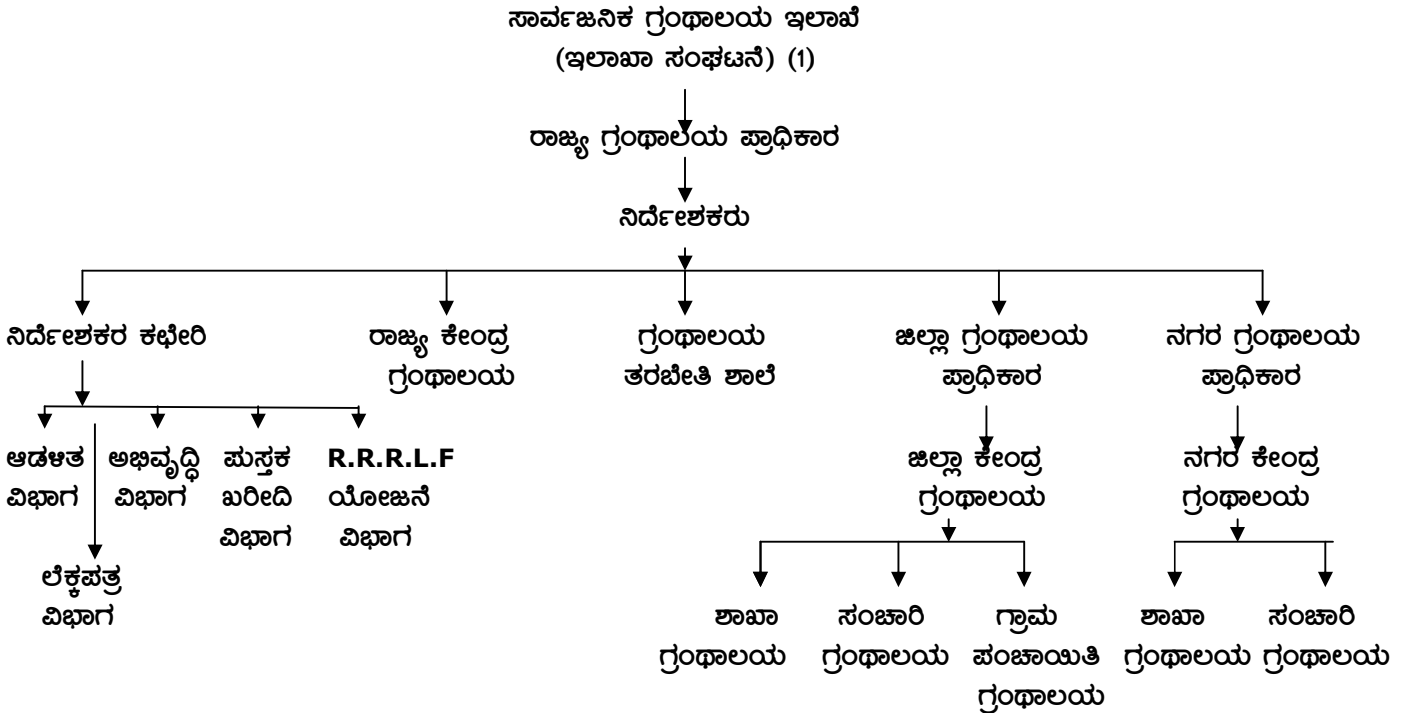 ಸಾರ್ವಜನಿಕ ಗ್ರಂಥಾಲಯ ಇಲಾಖೆ
(ಇಲಾಖಾ ಸಂಘಟನೆ) (1)
ರಾಜ್ಯ ಗ್ರಂಥಾಲಯ ಪ್ರಾಧಿಕಾರ
ನಿರ್ದೇಶಕರು
ನಿರ್ದೇಶಕರ ಕಛೇರಿ
ರಾಜ್ಯ ಕೇಂದ್ರ
ಗ್ರಂಥಾಲಯ
ಗ್ರಂಥಾಲಯ
ತರಬೇತಿ ಶಾಲೆ
ಜಿಲ್ಲಾ ಗ್ರಂಥಾಲಯ
ಪ್ರಾಧಿಕಾರ
ನಗರ ಗ್ರಂಥಾಲಯ
ಪ್ರಾಧಿಕಾರ
ಆಡಳಿತ
ವಿಭಾಗ
ಅಭಿವೃದ್ಧಿ
ವಿಭಾಗ
ಪುಸ್ತಕ
ಖರೀದಿ
ವಿಭಾಗ
R.R.R.L.F
ಯೋಜನೆ
ವಿಭಾಗ
ಲೆಕ್ಕಪತ್ರ
ವಿಭಾಗ
ಜಿಲ್ಲಾ ಕೇಂದ್ರ
ಗ್ರಂಥಾಲಯ
ನಗರ ಕೇಂದ್ರ
ಗ್ರಂಥಾಲಯ
ಶಾಖಾ
ಗ್ರಂಥಾಲಯ
ಸಂಚಾರಿ
ಗ್ರಂಥಾಲಯ
ಗ್ರಾಮ
ಪಂಚಾಯಿತಿ
ಗ್ರಂಥಾಲಯ
ಶಾಖಾ
ಗ್ರಂಥಾಲಯ
ಸಂಚಾರಿ
ಗ್ರಂಥಾಲಯ